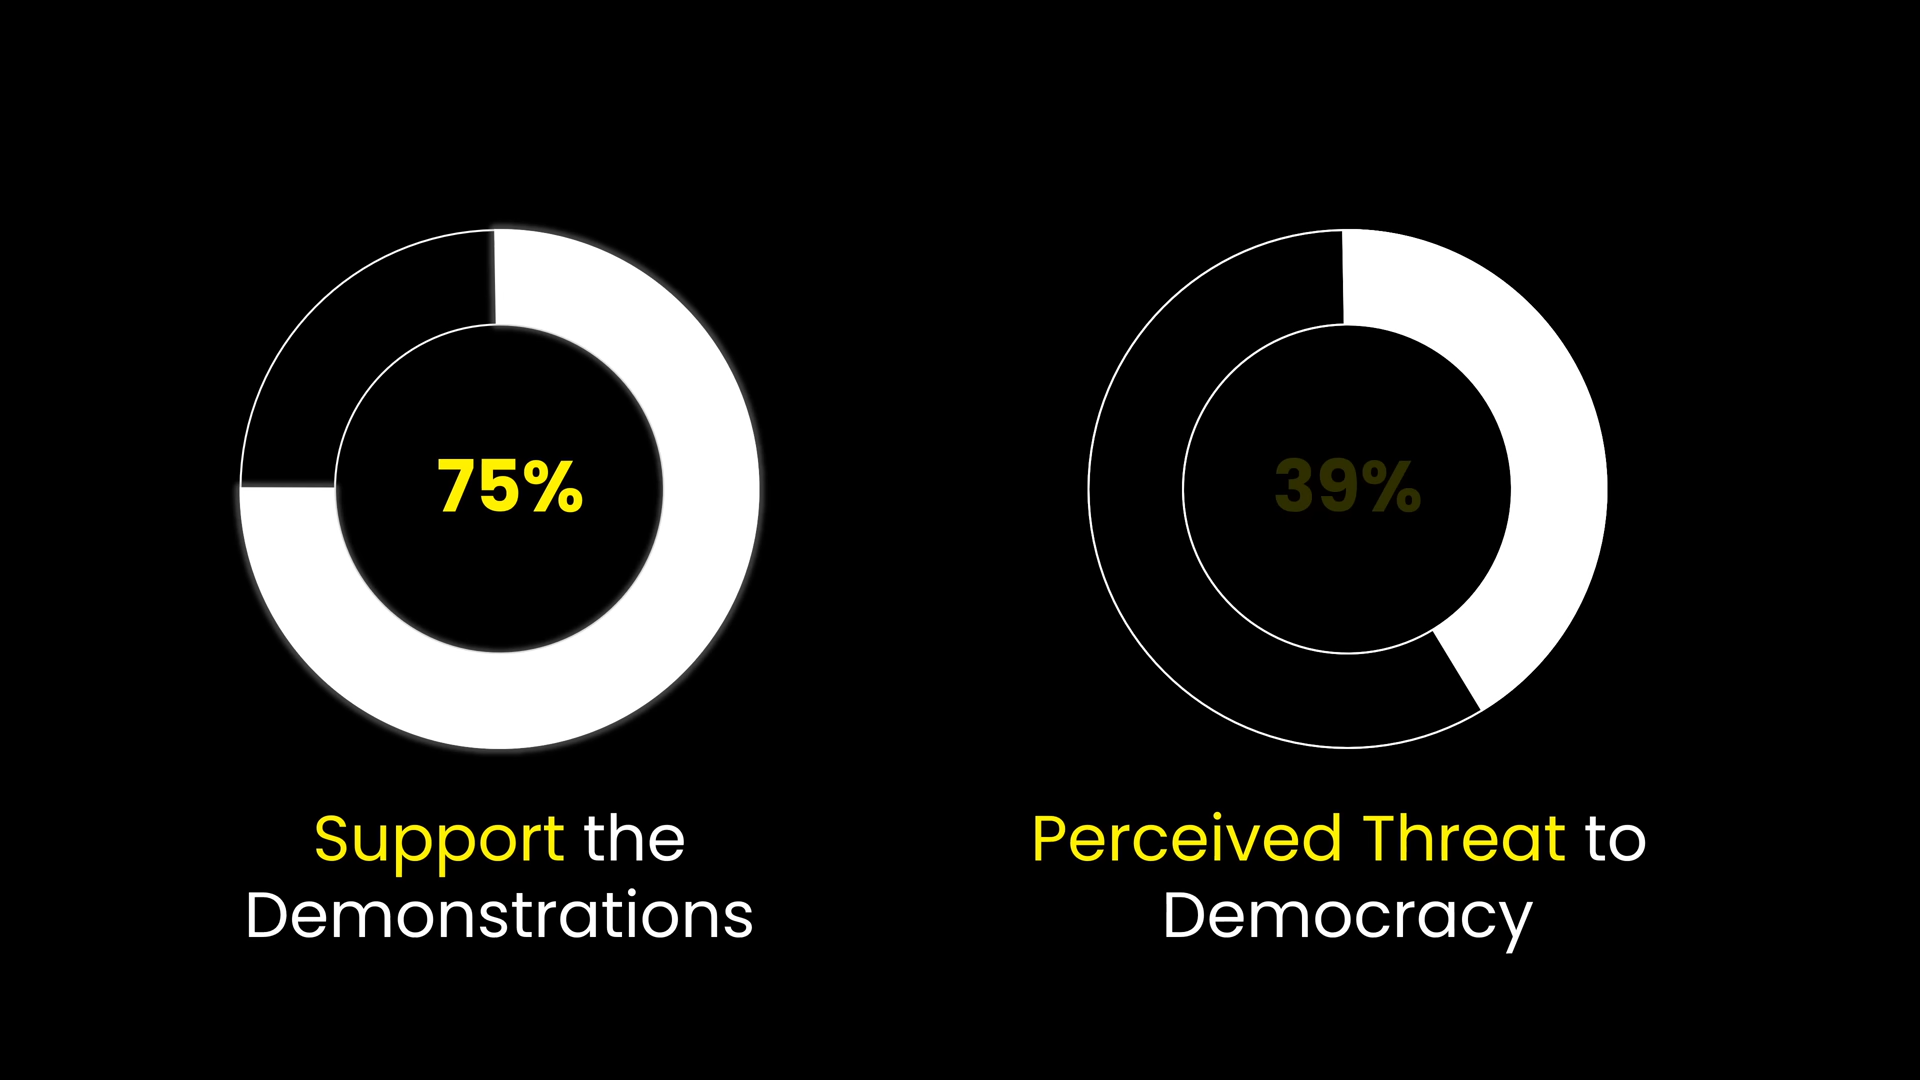 75%
39%
Support the
Demonstrations
Perceived Threat to
Democracy